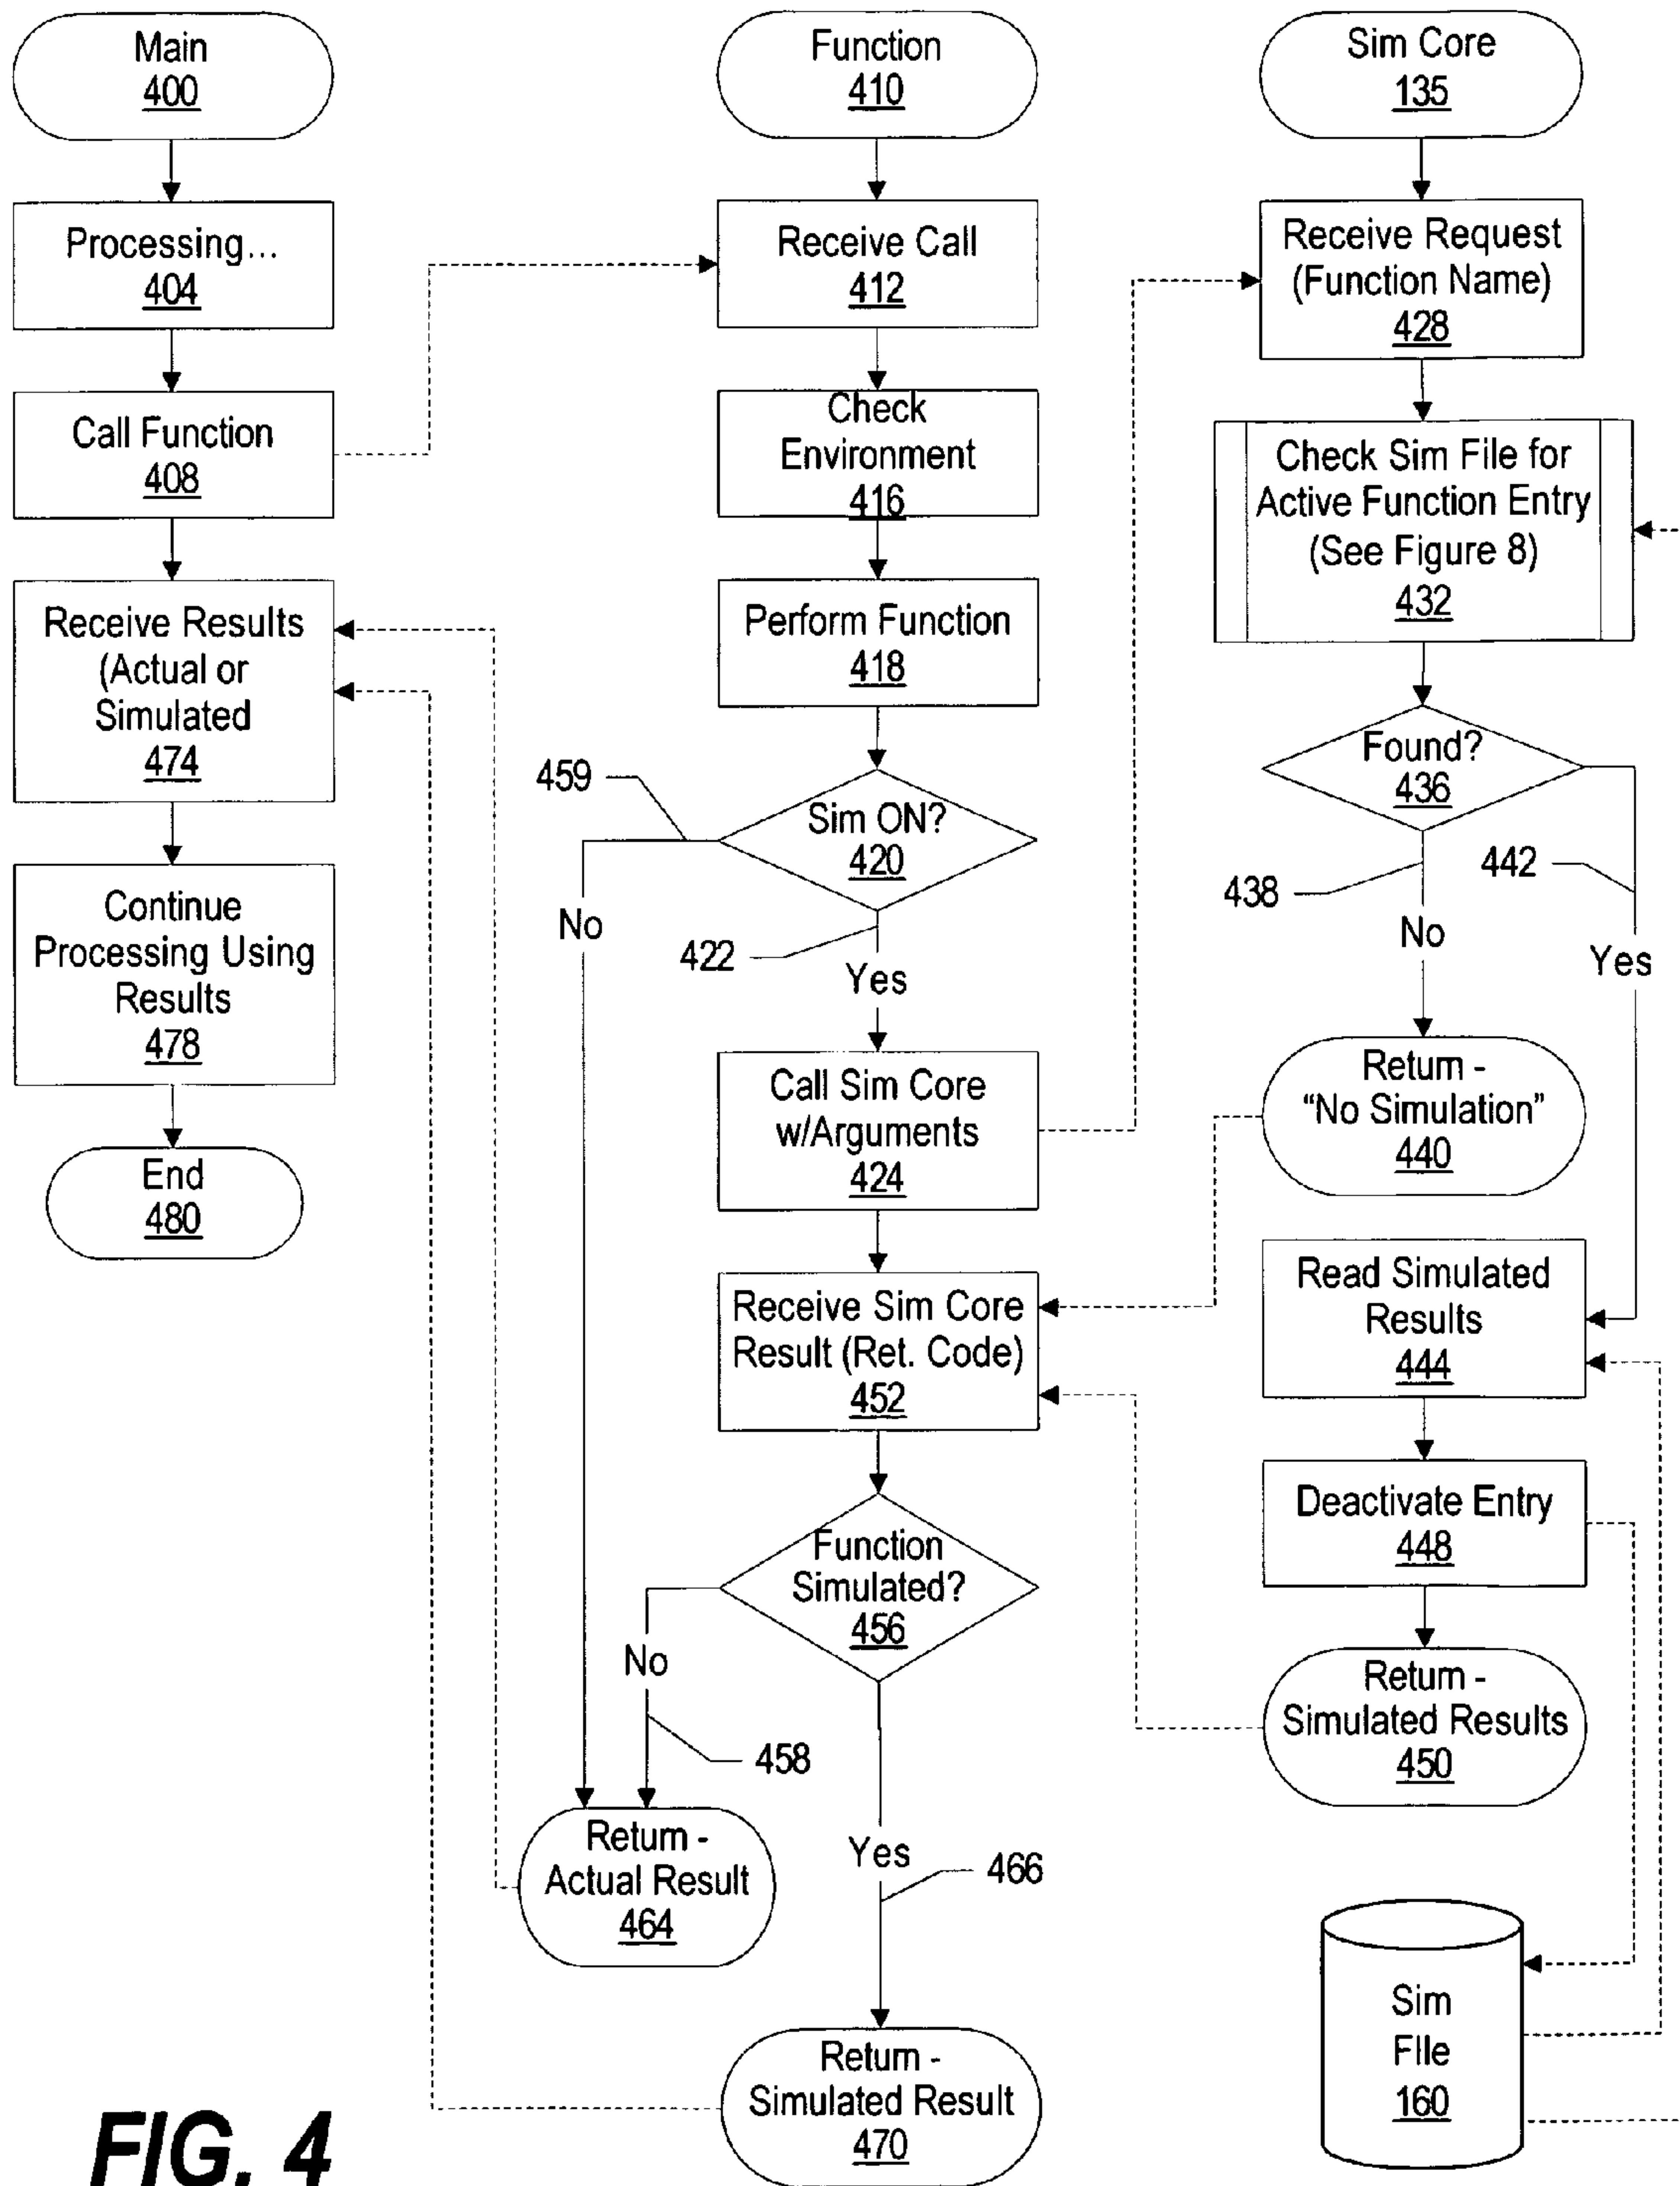 Main
400
Processing...
404
Call Function
408
Receive Results
(Actual or
Simulated
474
Continue
Processing Using
Results
478
End
480
Function
410
Receive Call
412
Check
Environment
416
Perform Function
418
459
Sim ON?
420
No
422
Yes
Call Sim Core
w/Arguments
424
Receive Sim Core
Result (Ret. Code)
452
Function
Simulated?
456
No
458
Return -
Actual Result
464
Yes
466
Return -
Simulated Result
470
Sim Core
135
Receive Request
(Function Name)
428
Check Sim File for
Active Function Entry
(See Figure 8)
432
Found?
436
438
442
No
Yes
Return -
“No Simulation”
440
Read Simulated
Results
444
Deactivate Entry
448
Return -
Simulated Results
450
Sim
FIle
160
FIG. 4